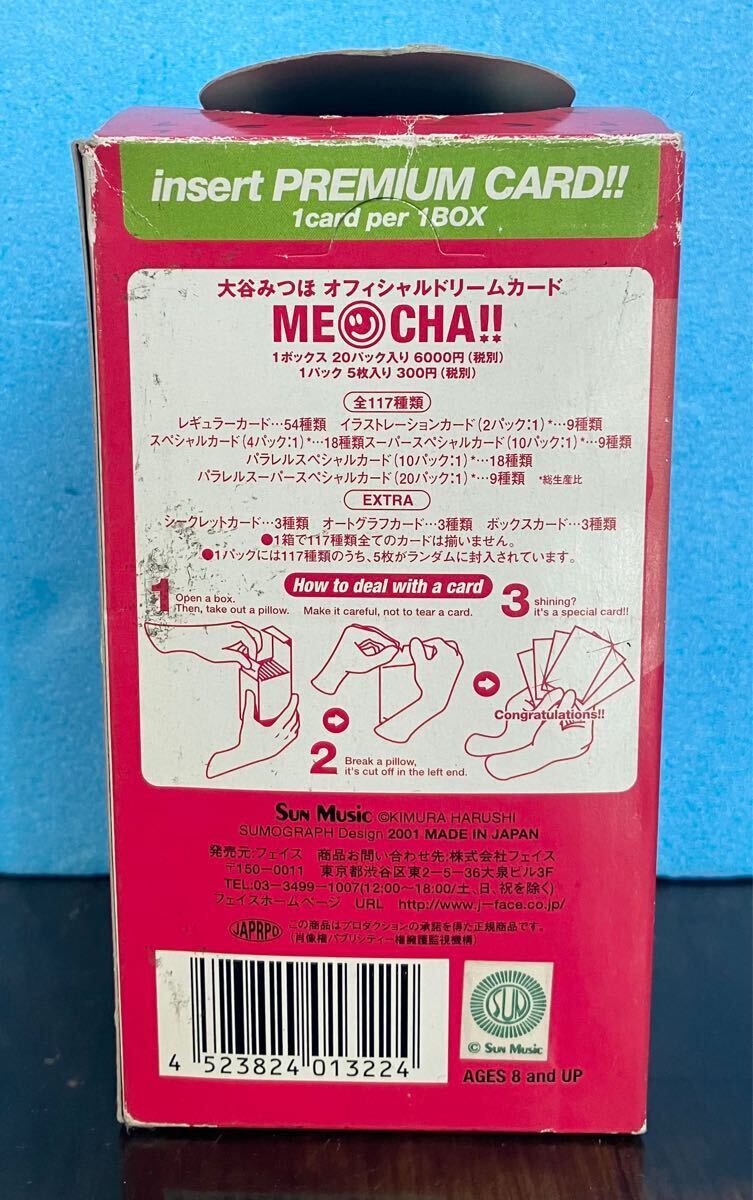 insert PREMIUM CARD!!
1card per 1BOX
大谷みつほ オフィシャルドリームカード
ME CHA!!
1ボックス 20パック入り 6000円(税別)
1パック 5枚入り 300円(税別)
全117種類
レギュラーカード…54種類 イラストレーションカード(2パック:1)*…9種類
スペシャルカード(4パック:1)*…18種類スーパースペシャルカード(10パック:1)*…9種類
パラレルスペシャルカード(10パック:1)*…18種類
パラレルスーパースペシャルカード(20パック:1)*…9種類 *総生産比
EXTRA
シークレットカード…3種類 オートグラフカード…3種類 ボックスカード…3種類
●1箱で117種類全てのカードは揃いません。
●1パックには117種類のうち、5枚がランダムに封入されています。
How to deal with a card
1 Open a box.
Then, take out a pillow.
Make it careful, not to tear a card.
3 shining?
it's a special card!!
Congratulations!!
2 Break a pillow,
it's cut off in the left end.
SUN MUSIC ©KIMURA HARUSHI
SUMOGRAPH Design 2001 MADE IN JAPAN
発売元:フェイス 商品お問い合わせ先:株式会社フェイス
〒150-0011 東京都渋谷区東2-5-36大泉ビル3F
TEL:03-3499-1007(12:00~18:00/土、日、祝を除く)
フェイスホームページ URL http://www.j-face.co.jp/
JAPRPO この商品はプロダクションの承諾を得た正規商品です。
(肖像権パブリシティー権擁護監視機構)
4 523824 013224
SUN
© SUN MUSIC
AGES 8 and UP